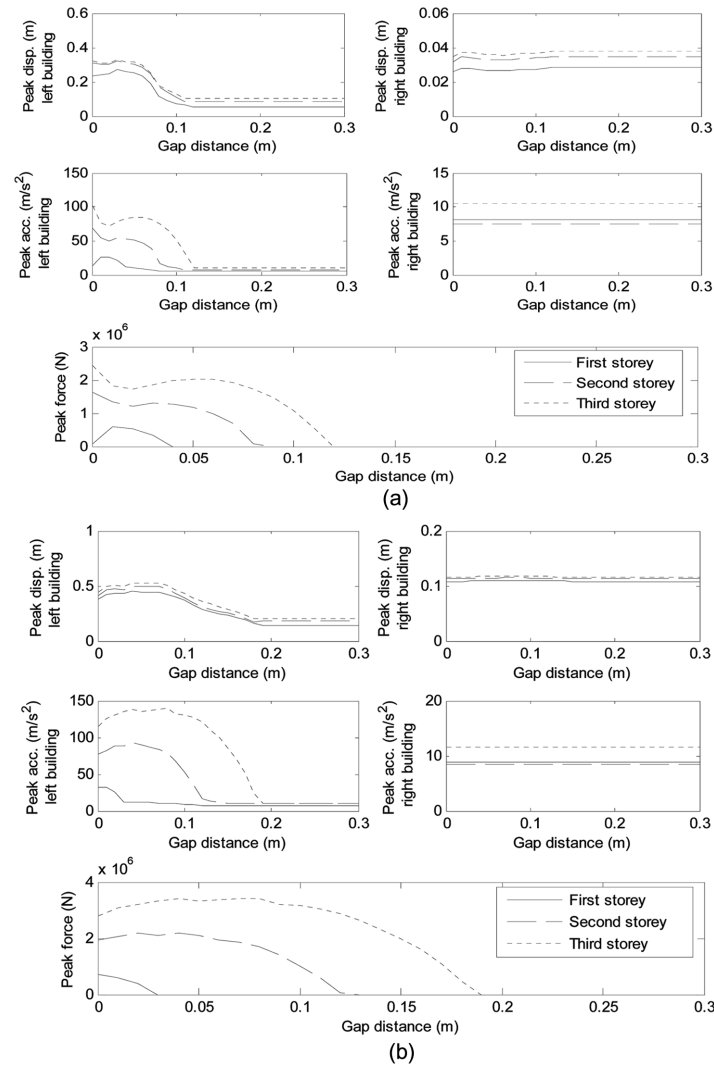 Peak disp. (m)
left building
0.6
0.4
0.2
0
0 0.1 0.2 0.3
Gap distance (m)
Peak disp. (m)
right building
0.06
0.04
0.02
0
0 0.1 0.2 0.3
Gap distance (m)
Peak acc. (m/s²)
left building
150
100
50
0
0 0.1 0.2 0.3
Gap distance (m)
Peak acc. (m/s²)
right building
15
10
5
0
0 0.1 0.2 0.3
Gap distance (m)
x 10⁶
Peak force (N)
3
2
1
0
0 0.05 0.1 0.15 0.2 0.25 0.3
Gap distance (m)
First storey
Second storey
Third storey
(a)
Peak disp. (m)
left building
1
0.5
0
0 0.1 0.2 0.3
Gap distance (m)
Peak disp. (m)
right building
0.2
0.1
0
0 0.1 0.2 0.3
Gap distance (m)
Peak acc. (m/s²)
left building
150
100
50
0
0 0.1 0.2 0.3
Gap distance (m)
Peak acc. (m/s²)
right building
20
10
0
0 0.1 0.2 0.3
Gap distance (m)
x 10⁶
Peak force (N)
4
2
0
0 0.05 0.1 0.15 0.2 0.25 0.3
Gap distance (m)
First storey
Second storey
Third storey
(b)